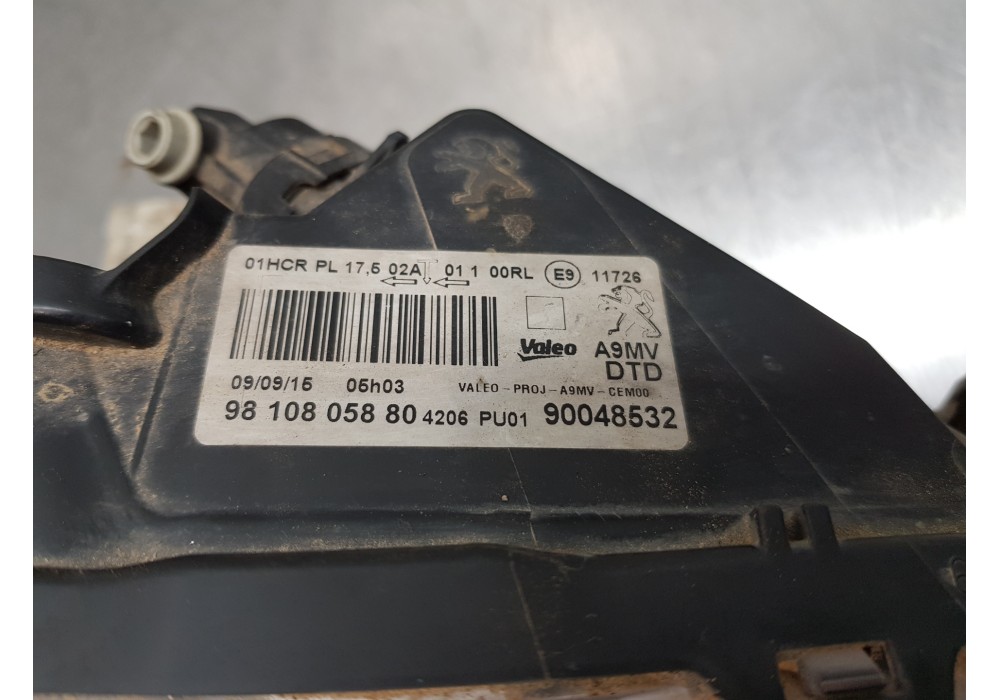 01HCR PL 17,5 02A 01 1 00RL E9 11726
Valeo A9MV
DTD
09/09/15 05h03 VALEO-PROJ-A9MV-CEM00
98 108 058 80 4206 PU01 90048532